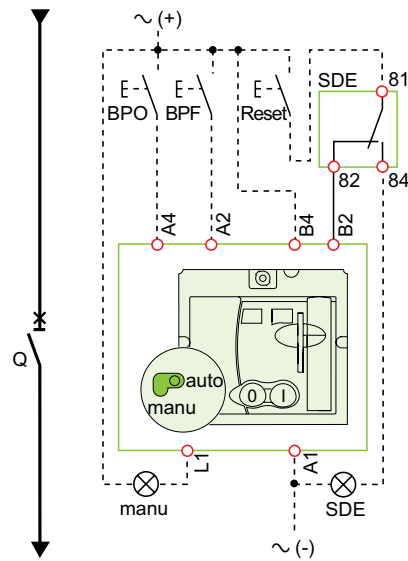 ∼ (+)
SDE 81
BPO BPF Reset
82 84
A4 A2 B4 B2
Q
auto
manu
0 I
L1 A1
manu SDE
∼ (-)